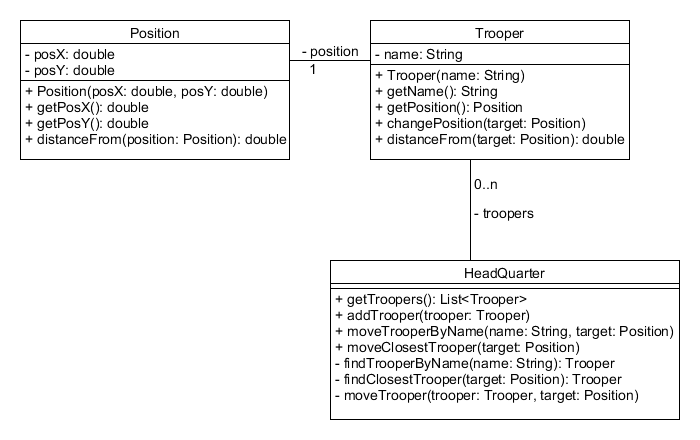 Position
- posX: double
- posY: double
+ Position(posX: double, posY: double)
+ getPosX(): double
+ getPosY(): double
+ distanceFrom(position: Position): double
- position
1
Trooper
- name: String
+ Trooper(name: String)
+ getName(): String
+ getPosition(): Position
+ changePosition(target: Position)
+ distanceFrom(target: Position): double
0..n
- troopers
HeadQuarter
+ getTroopers(): List<Trooper>
+ addTrooper(trooper: Trooper)
+ moveTrooperByName(name: String, target: Position)
+ moveClosestTrooper(target: Position)
- findTrooperByName(name: String): Trooper
- findClosestTrooper(target: Position): Trooper
- moveTrooper(trooper: Trooper, target: Position)